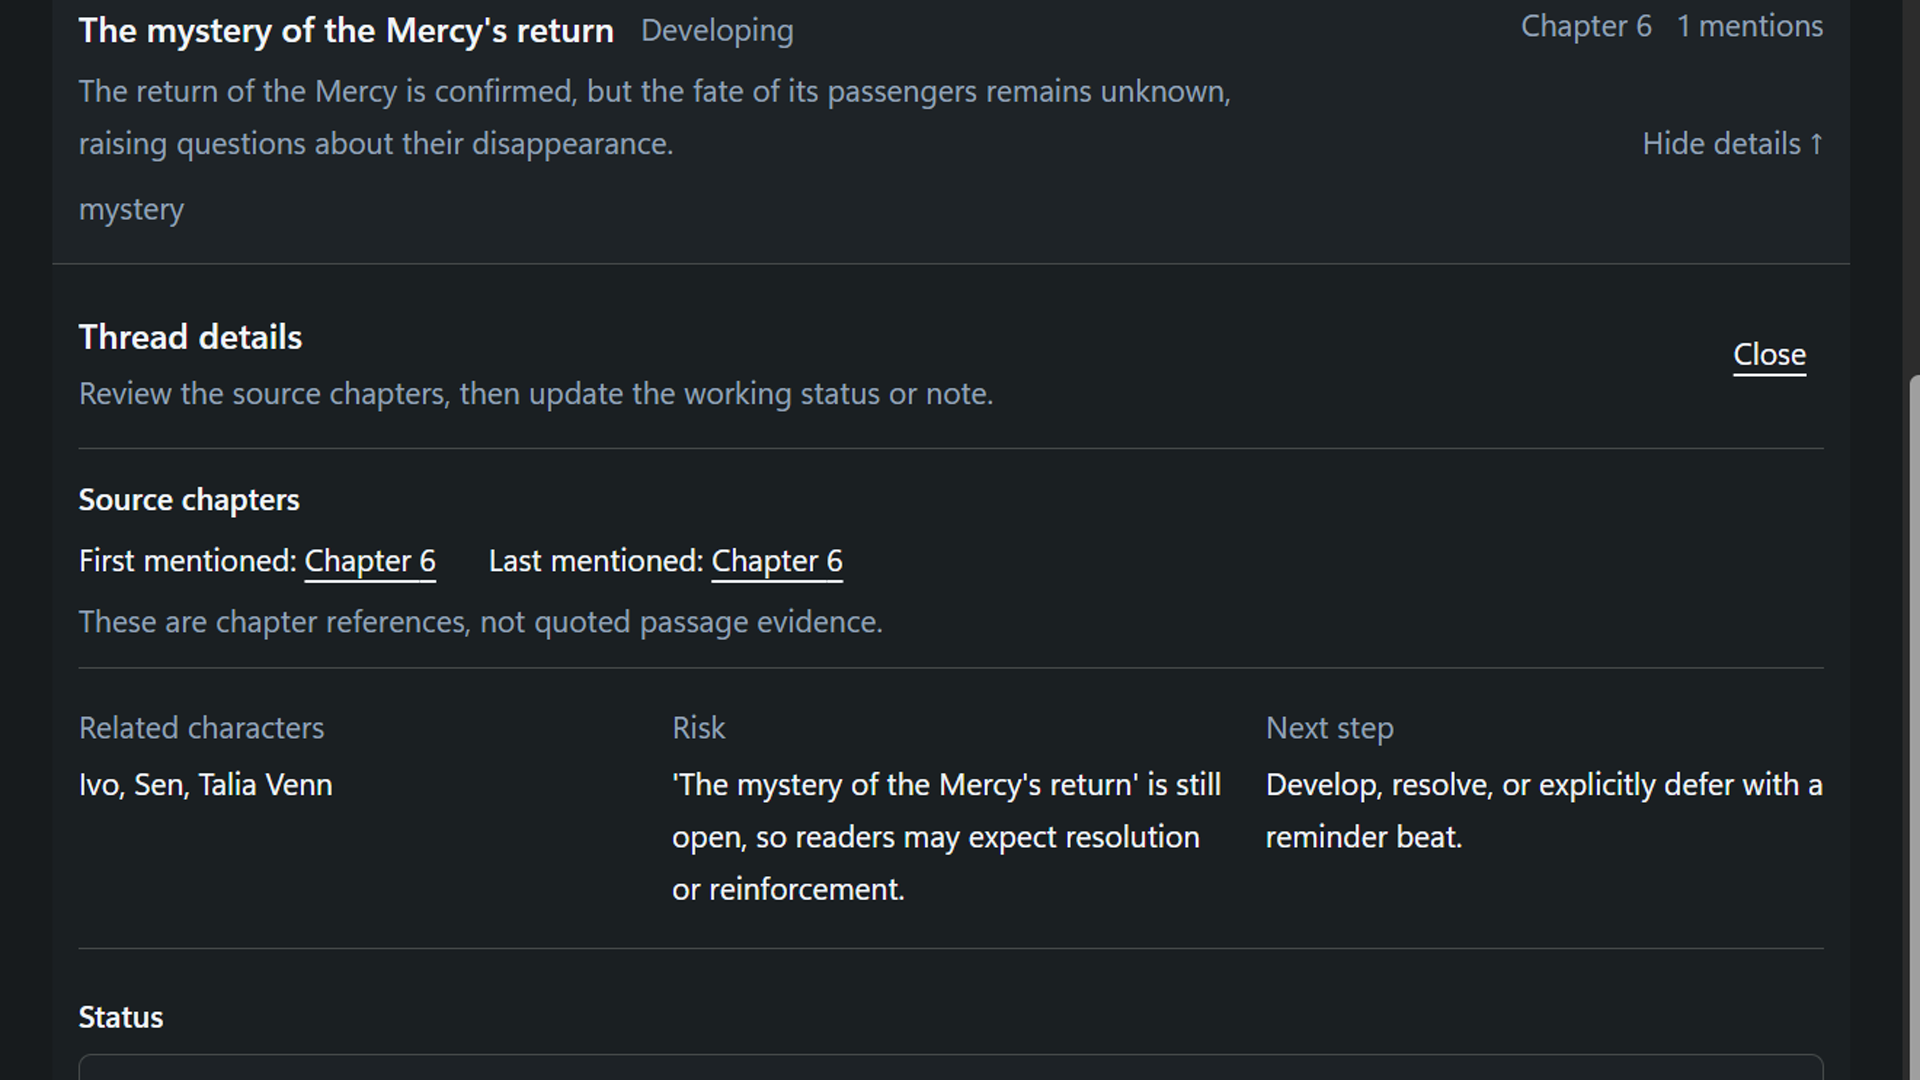 The mystery of the Mercy's return Developing Chapter 6 1 mentions
The return of the Mercy is confirmed, but the fate of its passengers remains unknown,
raising questions about their disappearance.
Hide details ↑
mystery
Thread details
Close
Review the source chapters, then update the working status or note.
Source chapters
First mentioned: Chapter 6 Last mentioned: Chapter 6
These are chapter references, not quoted passage evidence.
Related characters
Ivo, Sen, Talia Venn
Risk
'The mystery of the Mercy's return' is still
open, so readers may expect resolution
or reinforcement.
Next step
Develop, resolve, or explicitly defer with a
reminder beat.
Status